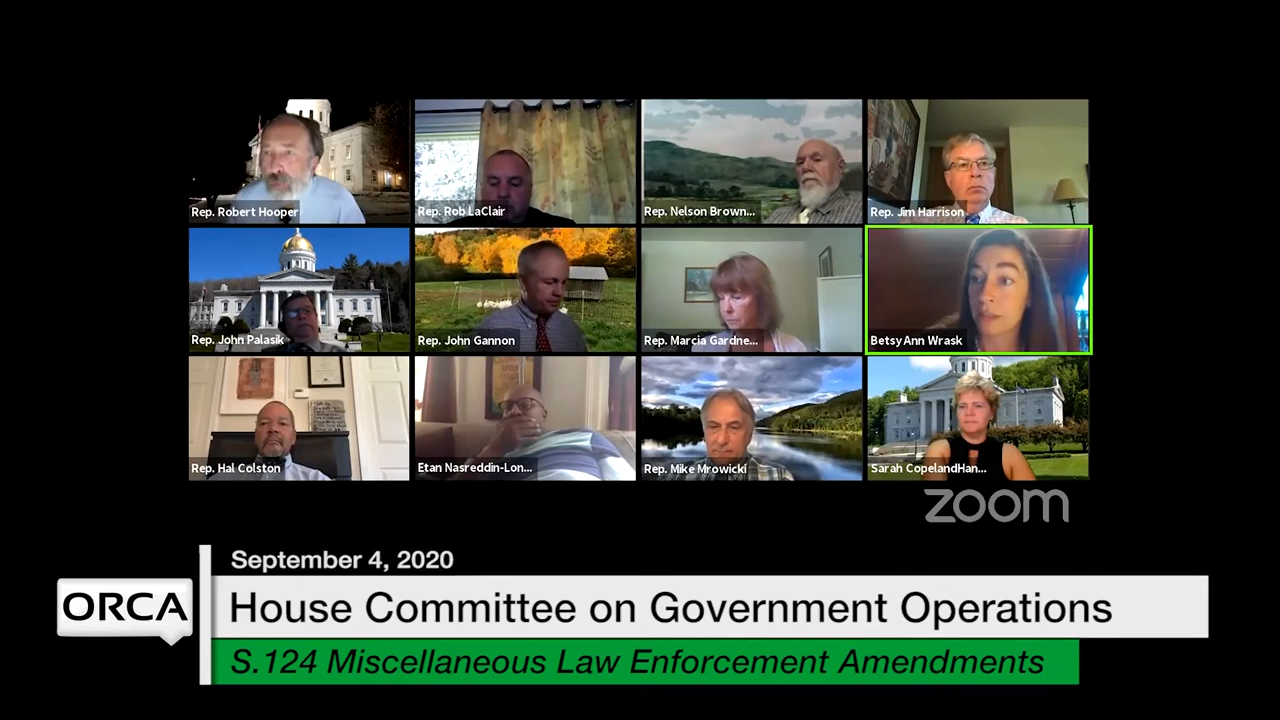 Rep. Robert Hooper
Rep. Rob LaClair
Rep. Nelson Brown...
Rep. Jim Harrison
Rep. John Palasik
Rep. John Gannon
Rep. Marcia Gardne...
Betsy Ann Wrask
Rep. Hal Colston
Etan Nasreddin-Lon...
Rep. Mike Mrowicki
Sarah CopelandHan...
zoom
September 4, 2020
ORCA
House Committee on Government Operations
S.124 Miscellaneous Law Enforcement Amendments